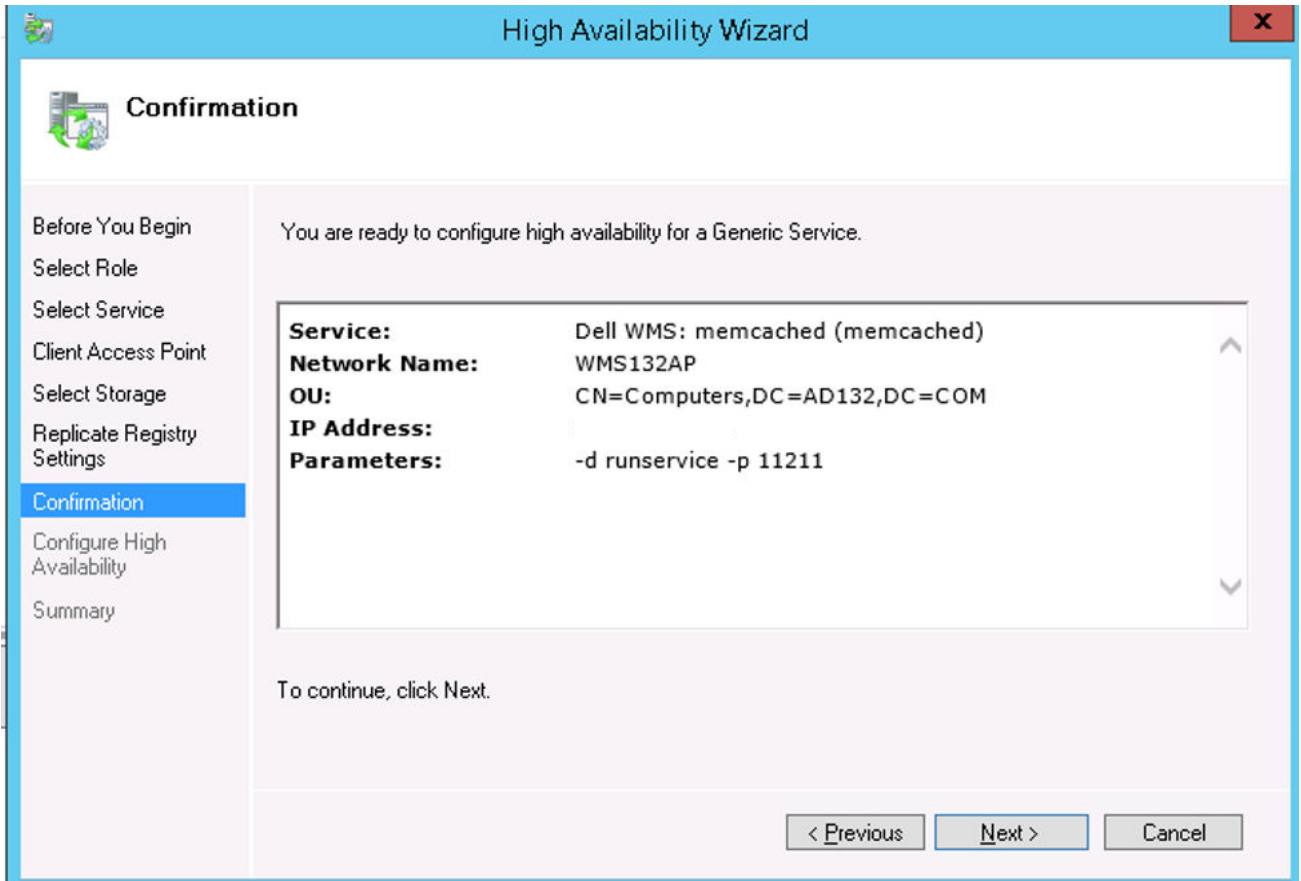 High Availability Wizard
x
Confirmation
Before You Begin
Select Role
Select Service
Client Access Point
Select Storage
Replicate Registry
Settings
Confirmation
Configure High
Availability
Summary
You are ready to configure high availability for a Generic Service.
Service: Dell WMS: memcached (memcached)
Network Name: WMS132AP
OU: CN=Computers,DC=AD132,DC=COM
IP Address:
Parameters: -d runservice -p 11211
To continue, click Next.
< Previous Next > Cancel